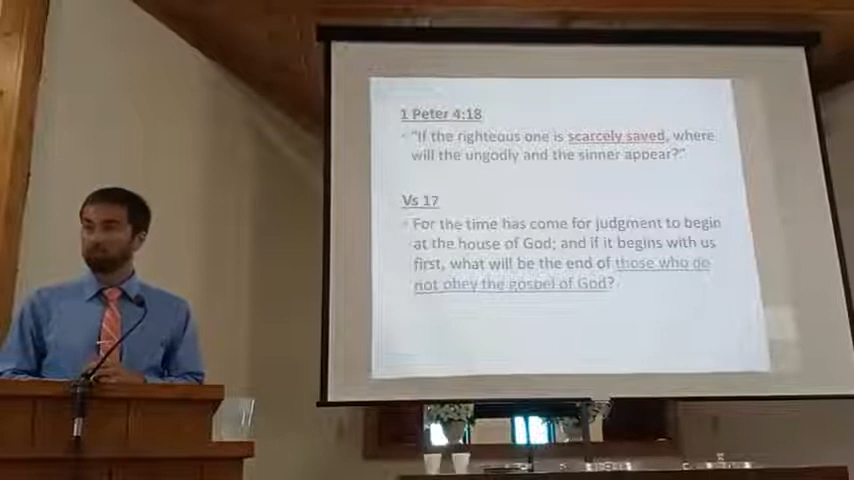 1 Peter 4:18
• "If the righteous one is scarcely saved, where
will the ungodly and the sinner appear?"
Vs 17
• For the time has come for judgment to begin
at the house of God; and if it begins with us
first, what will be the end of those who do
not obey the gospel of God?